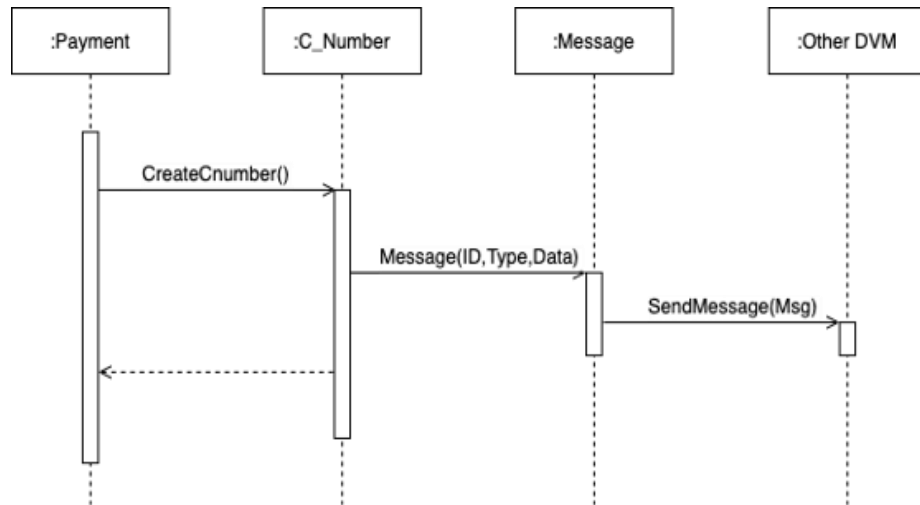 :Payment
:C_Number
:Message
:Other DVM
CreateCnumber()
Message(ID,Type,Data)
SendMessage(Msg)